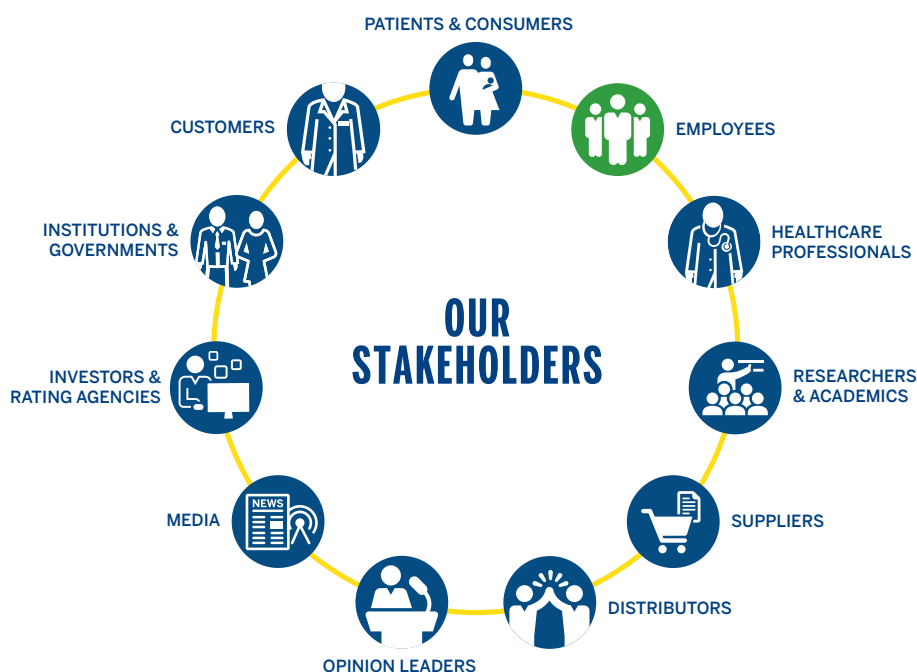 PATIENTS & CONSUMERS
EMPLOYEES
HEALTHCARE
PROFESSIONALS
RESEARCHERS
& ACADEMICS
SUPPLIERS
DISTRIBUTORS
OPINION LEADERS
MEDIA
NEWS
INVESTORS &
RATING AGENCIES
INSTITUTIONS &
GOVERNMENTS
CUSTOMERS
OUR
STAKEHOLDERS